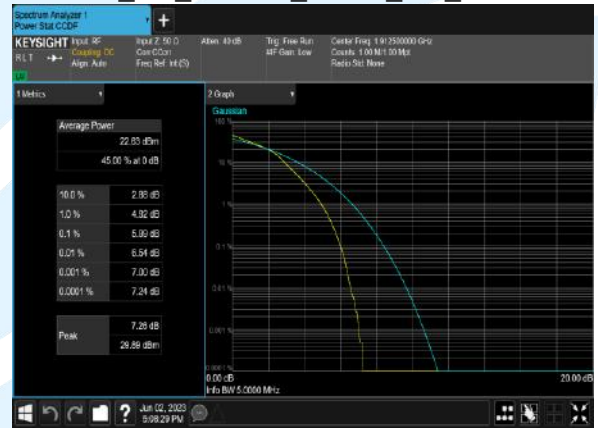 Spectrum Analyzer 1
Power Stat CCDF
KEYSIGHT
Input: RF
Coupling: DC
Align: Auto
Input Z: 50 Ω
Corr CCorr
Freq Ref: Int (S)
Atten: 40 dB
Trig: Free Run
#IF Gain: Low
Center Freq: 1.912500000 GHz
Counts: 1.00 M/1.00 Mpt
Radio Std: None
1 Metrics
Average Power
22.63 dBm
45.00 % at 0 dB
10.0 %
1.0 %
4.92 dB
0.1 %
0.01 %
6.54 dB
0.001 %
7.00 dB
0.0001 %
7.24 dB
Peak
7.26 dB
29.89 dBm
2 Graph
Gaussian
100 %
10 %
1 %
0.1 %
0.01 %
0.001 %
0.0001 %
0.00 dB
20.00 dB
Info BW 5.0000 MHz
Jun 02, 2023
5:08:29 PM